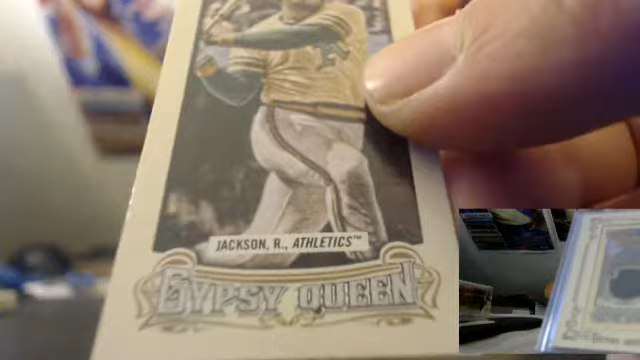 JACKSON, R., ATHLETICS™
GYPSY QUEEN